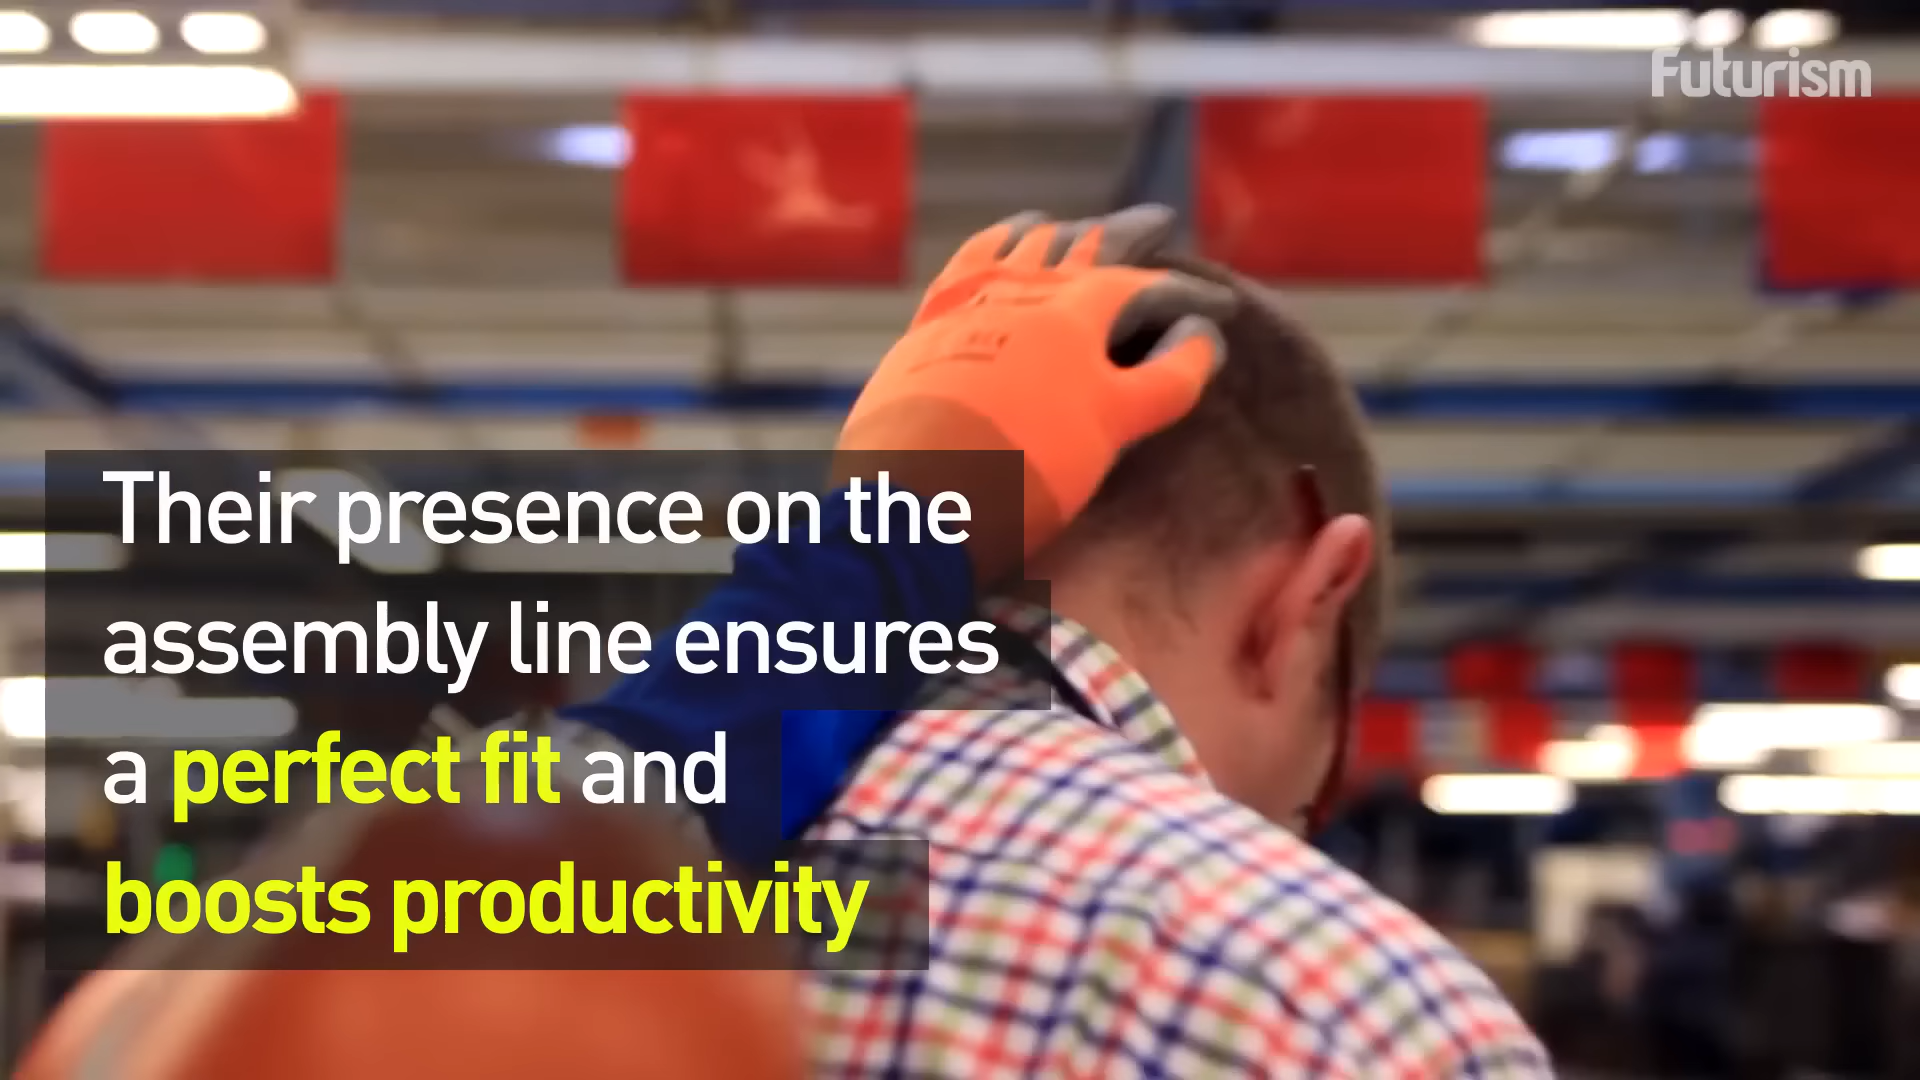 Futurism
Their presence on the
assembly line ensures
a perfect fit and
boosts productivity